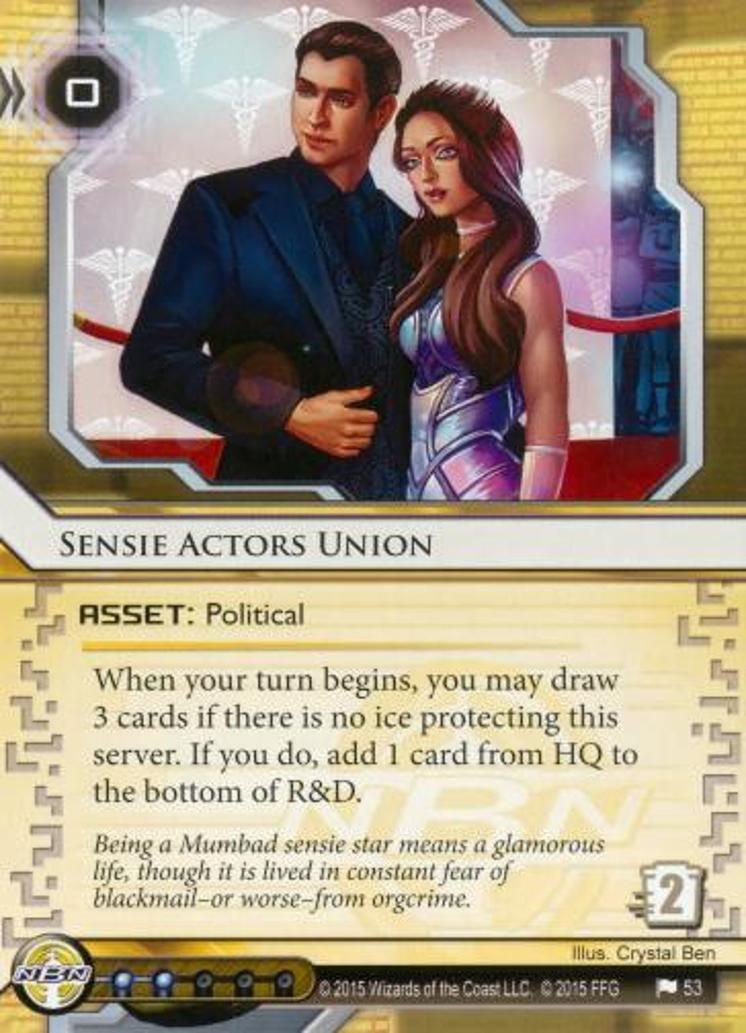 0
SENSIE ACTORS UNION
ASSET: Political
When your turn begins, you may draw
3 cards if there is no ice protecting this
server. If you do, add 1 card from HQ to
the bottom of R&D.
Being a Mumbad sensie star means a glamorous
life, though it is lived in constant fear of
blackmail–or worse–from orgcrime.
2
Illus. Crystal Ben
NBN
© 2015 Wizards of the Coast LLC. © 2015 FFG
53